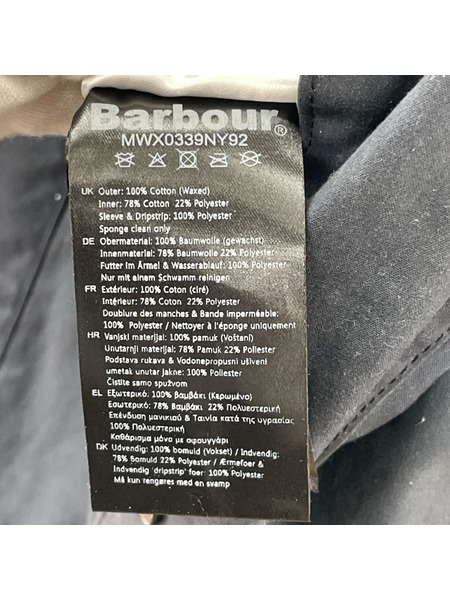 Barbour®
MWX0339NY92
UK Outer: 100% Cotton (Waxed)
Inner: 78% Cotton 22% Polyester
Sleeve & Dripstrip: 100% Polyester
Sponge clean only
DE Obermaterial: 100% Baumwolle (gewachst)
Innenmaterial: 78% Baumwolle 22% Polyester
Futter im Ärmel & Wasserablauf: 100% Polyester
Nur mit einem Schwamm reinigen
FR Extérieur: 100% Coton (ciré)
Intérieur: 78% Coton 22% Polyester
Doublure des manches & Bande imperméable:
100% Polyester / Nettoyer à l'éponge uniquement
HR Vanjski materijal: 100% pamuk (Voštani)
Unutarnji materijal: 78% Pamuk 22% Poliester
Podstava rukava & Vodonepropusni umetak
umetak unutar jakne: 100% Poliester
Čistite samo spužvom
EL Εξωτερικό: 100% Βαμβάκι (Κερωμένο)
Εσωτερικό: 78% Βαμβάκι 22% Πολυεστέρα
Επένδυση μανικιού & Ταινία κατά της υγρασίας
100% Πολυεστερική
Καθάρισμα μόνο με σφουγγάρι
DK Udvendig: 100% bomuld (Vokset) / Indvendig:
78% Bomuld 22% Polyester / Ærmefoer &
Indvendig 'dripstrip' foer: 100% Polyester
Må kun rengøres med en svamp